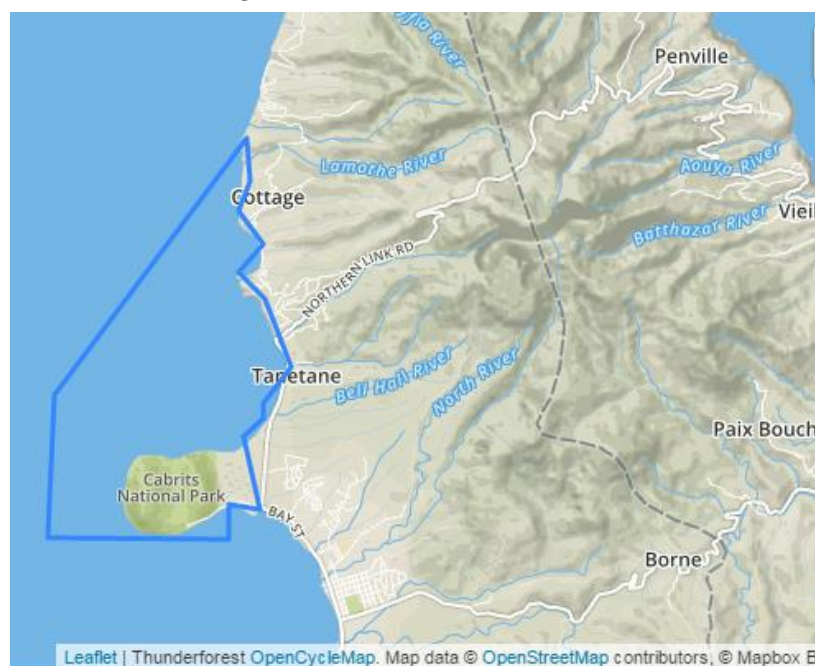 Penville
Lamothe River
Aouya River
Cottage
Batthazar River
NORTHERN LINK RD
Tanetane
Bell Hall River
North River
Cabrits
National Park
BAY ST
Paix Bouch
Borne
Leaflet | Thunderforest OpenCycleMap. Map data © OpenStreetMap contributors, © Mapbox B